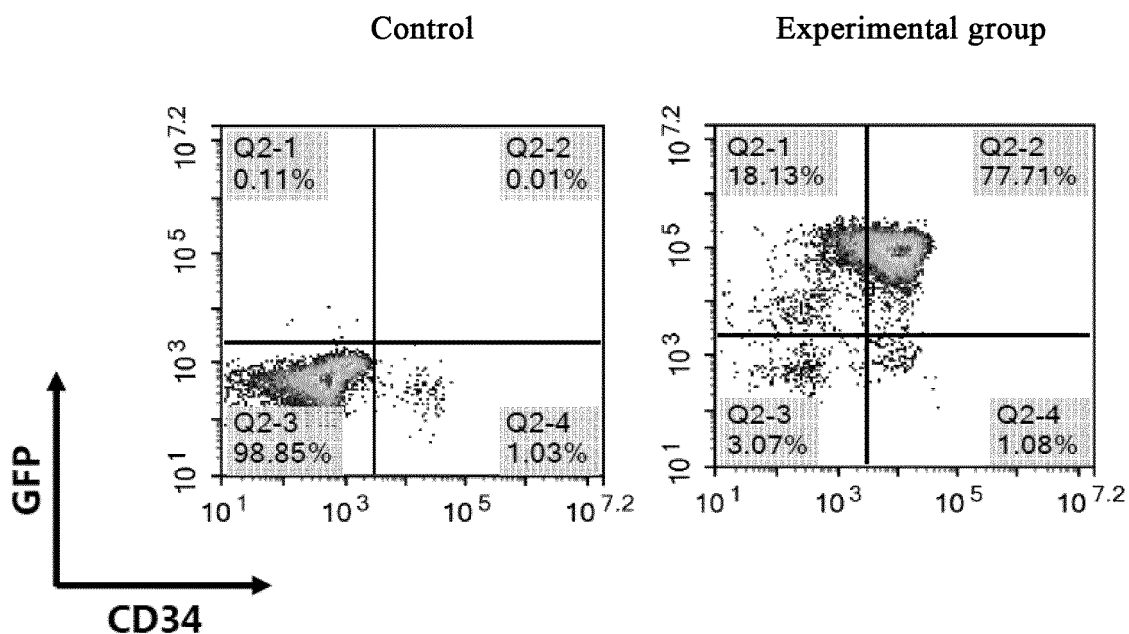 Control
Experimental group
10^7.2
10^5
10^3
10^1
Q2-1
0.11%
Q2-2
0.01%
Q2-3
98.85%
Q2-4
1.03%
10^1
10^3
10^5
10^7.2
10^7.2
10^5
10^3
10^1
Q2-1
18.13%
Q2-2
77.71%
Q2-3
3.07%
Q2-4
1.08%
10^1
10^3
10^5
10^7.2
GFP
CD34